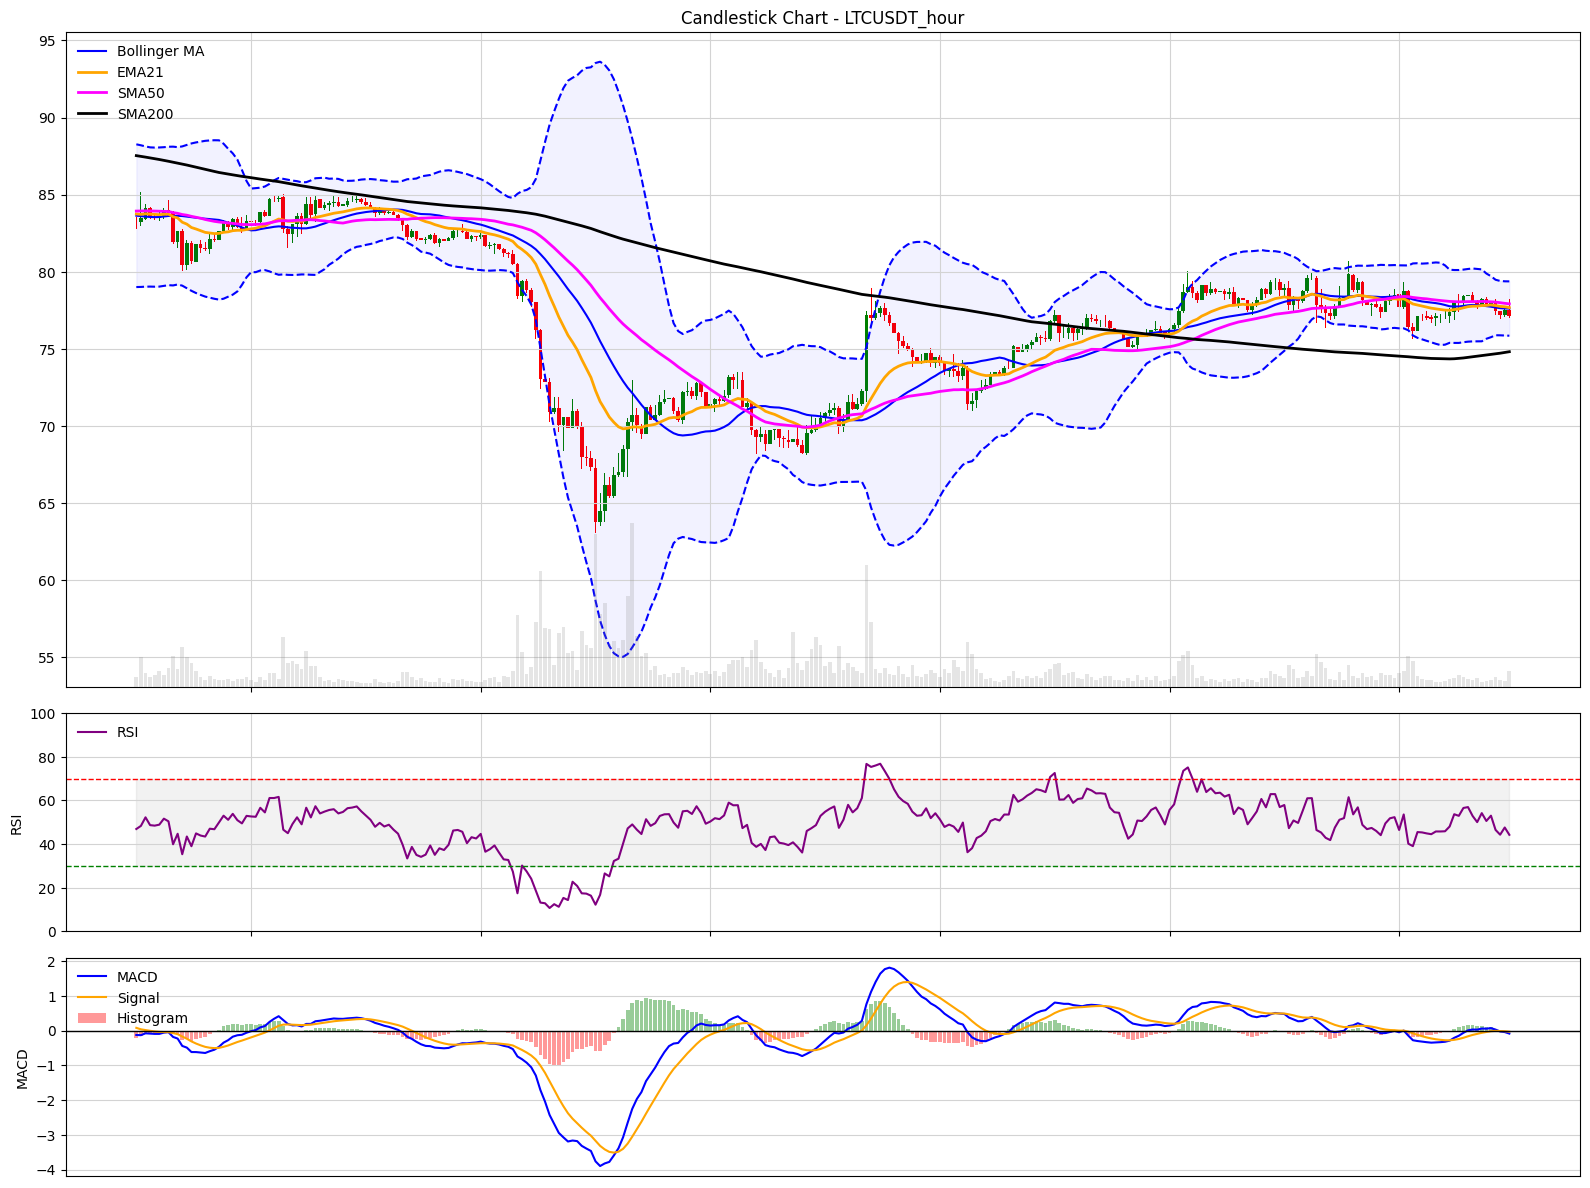 Candlestick Chart - LTCUSDT_hour
95
90
85
80
75
70
65
60
55
Bollinger MA
EMA21
SMA50
SMA200
100
80
60
40
20
0
RSI
RSI
2
1
0
−1
−2
−3
−4
MACD
MACD
Signal
Histogram